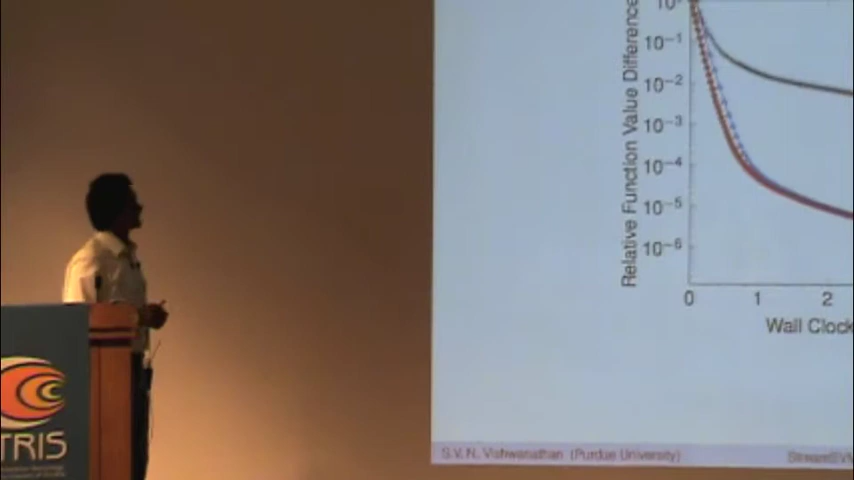 10⁰
10⁻¹
10⁻²
10⁻³
10⁻⁴
10⁻⁵
10⁻⁶
Relative Function Value Difference
0 1 2
Wall Clock
S.V. N. Vishwanathan (Purdue University)
TRIS